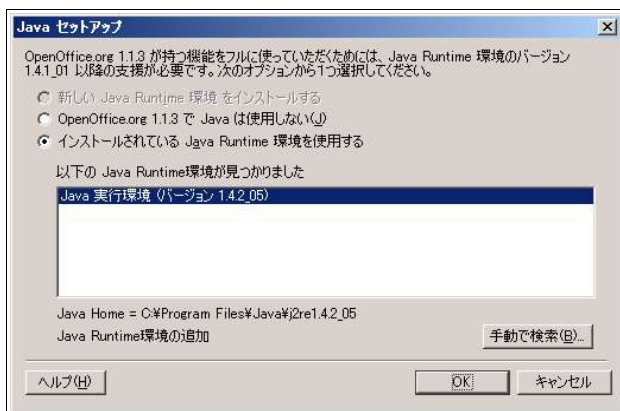 Java セットアップ
OpenOffice.org 1.1.3 が持つ機能をフルに使っていただくためには、Java Runtime 環境のバージョン
1.4.1_01 以降の支援が必要です。次のオプションから1つ選択してください。
新しい Java Runtime 環境 をインストールする
OpenOffice.org 1.1.3 で Java は使用しない(J)
インストールされている Java Runtime 環境を使用する
以下の Java Runtime環境が見つかりました
Java 実行環境 (バージョン 1.4.2_05)
Java Home = C:¥Program Files¥Java¥j2re1.4.2_05
Java Runtime環境の追加
手動で検索(B)...
ヘルプ(H)
OK
キャンセル